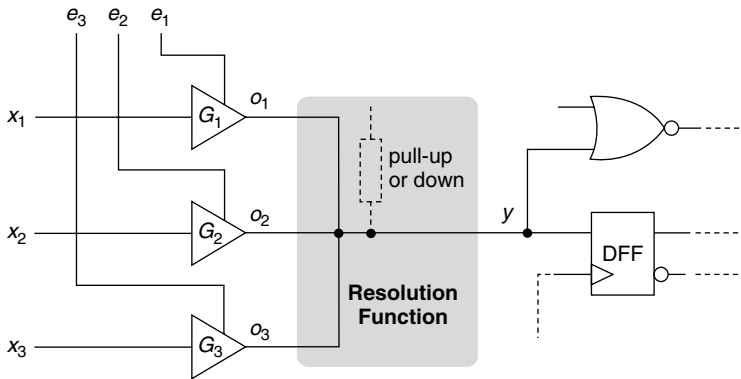 e3
e2
e1
x1
G1
o1
pull-up
or down
x2
G2
o2
y
DFF
Resolution
Function
x3
G3
o3